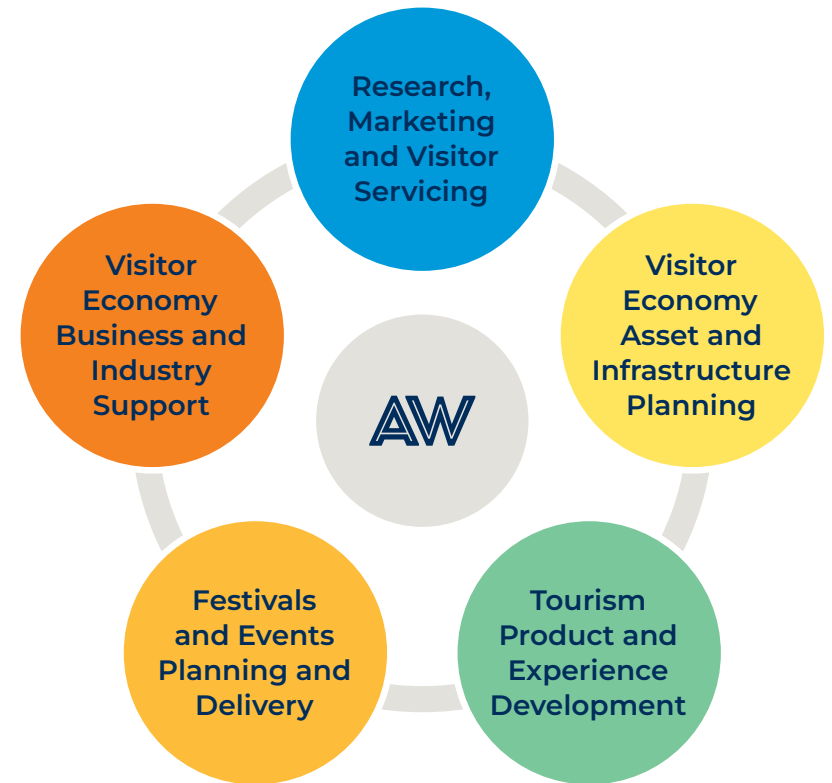 Research,
Marketing
and Visitor
Servicing
Visitor
Economy
Asset and
Infrastructure
Planning
Tourism
Product and
Experience
Development
Festivals
and Events
Planning and
Delivery
Visitor
Economy
Business and
Industry
Support
AW